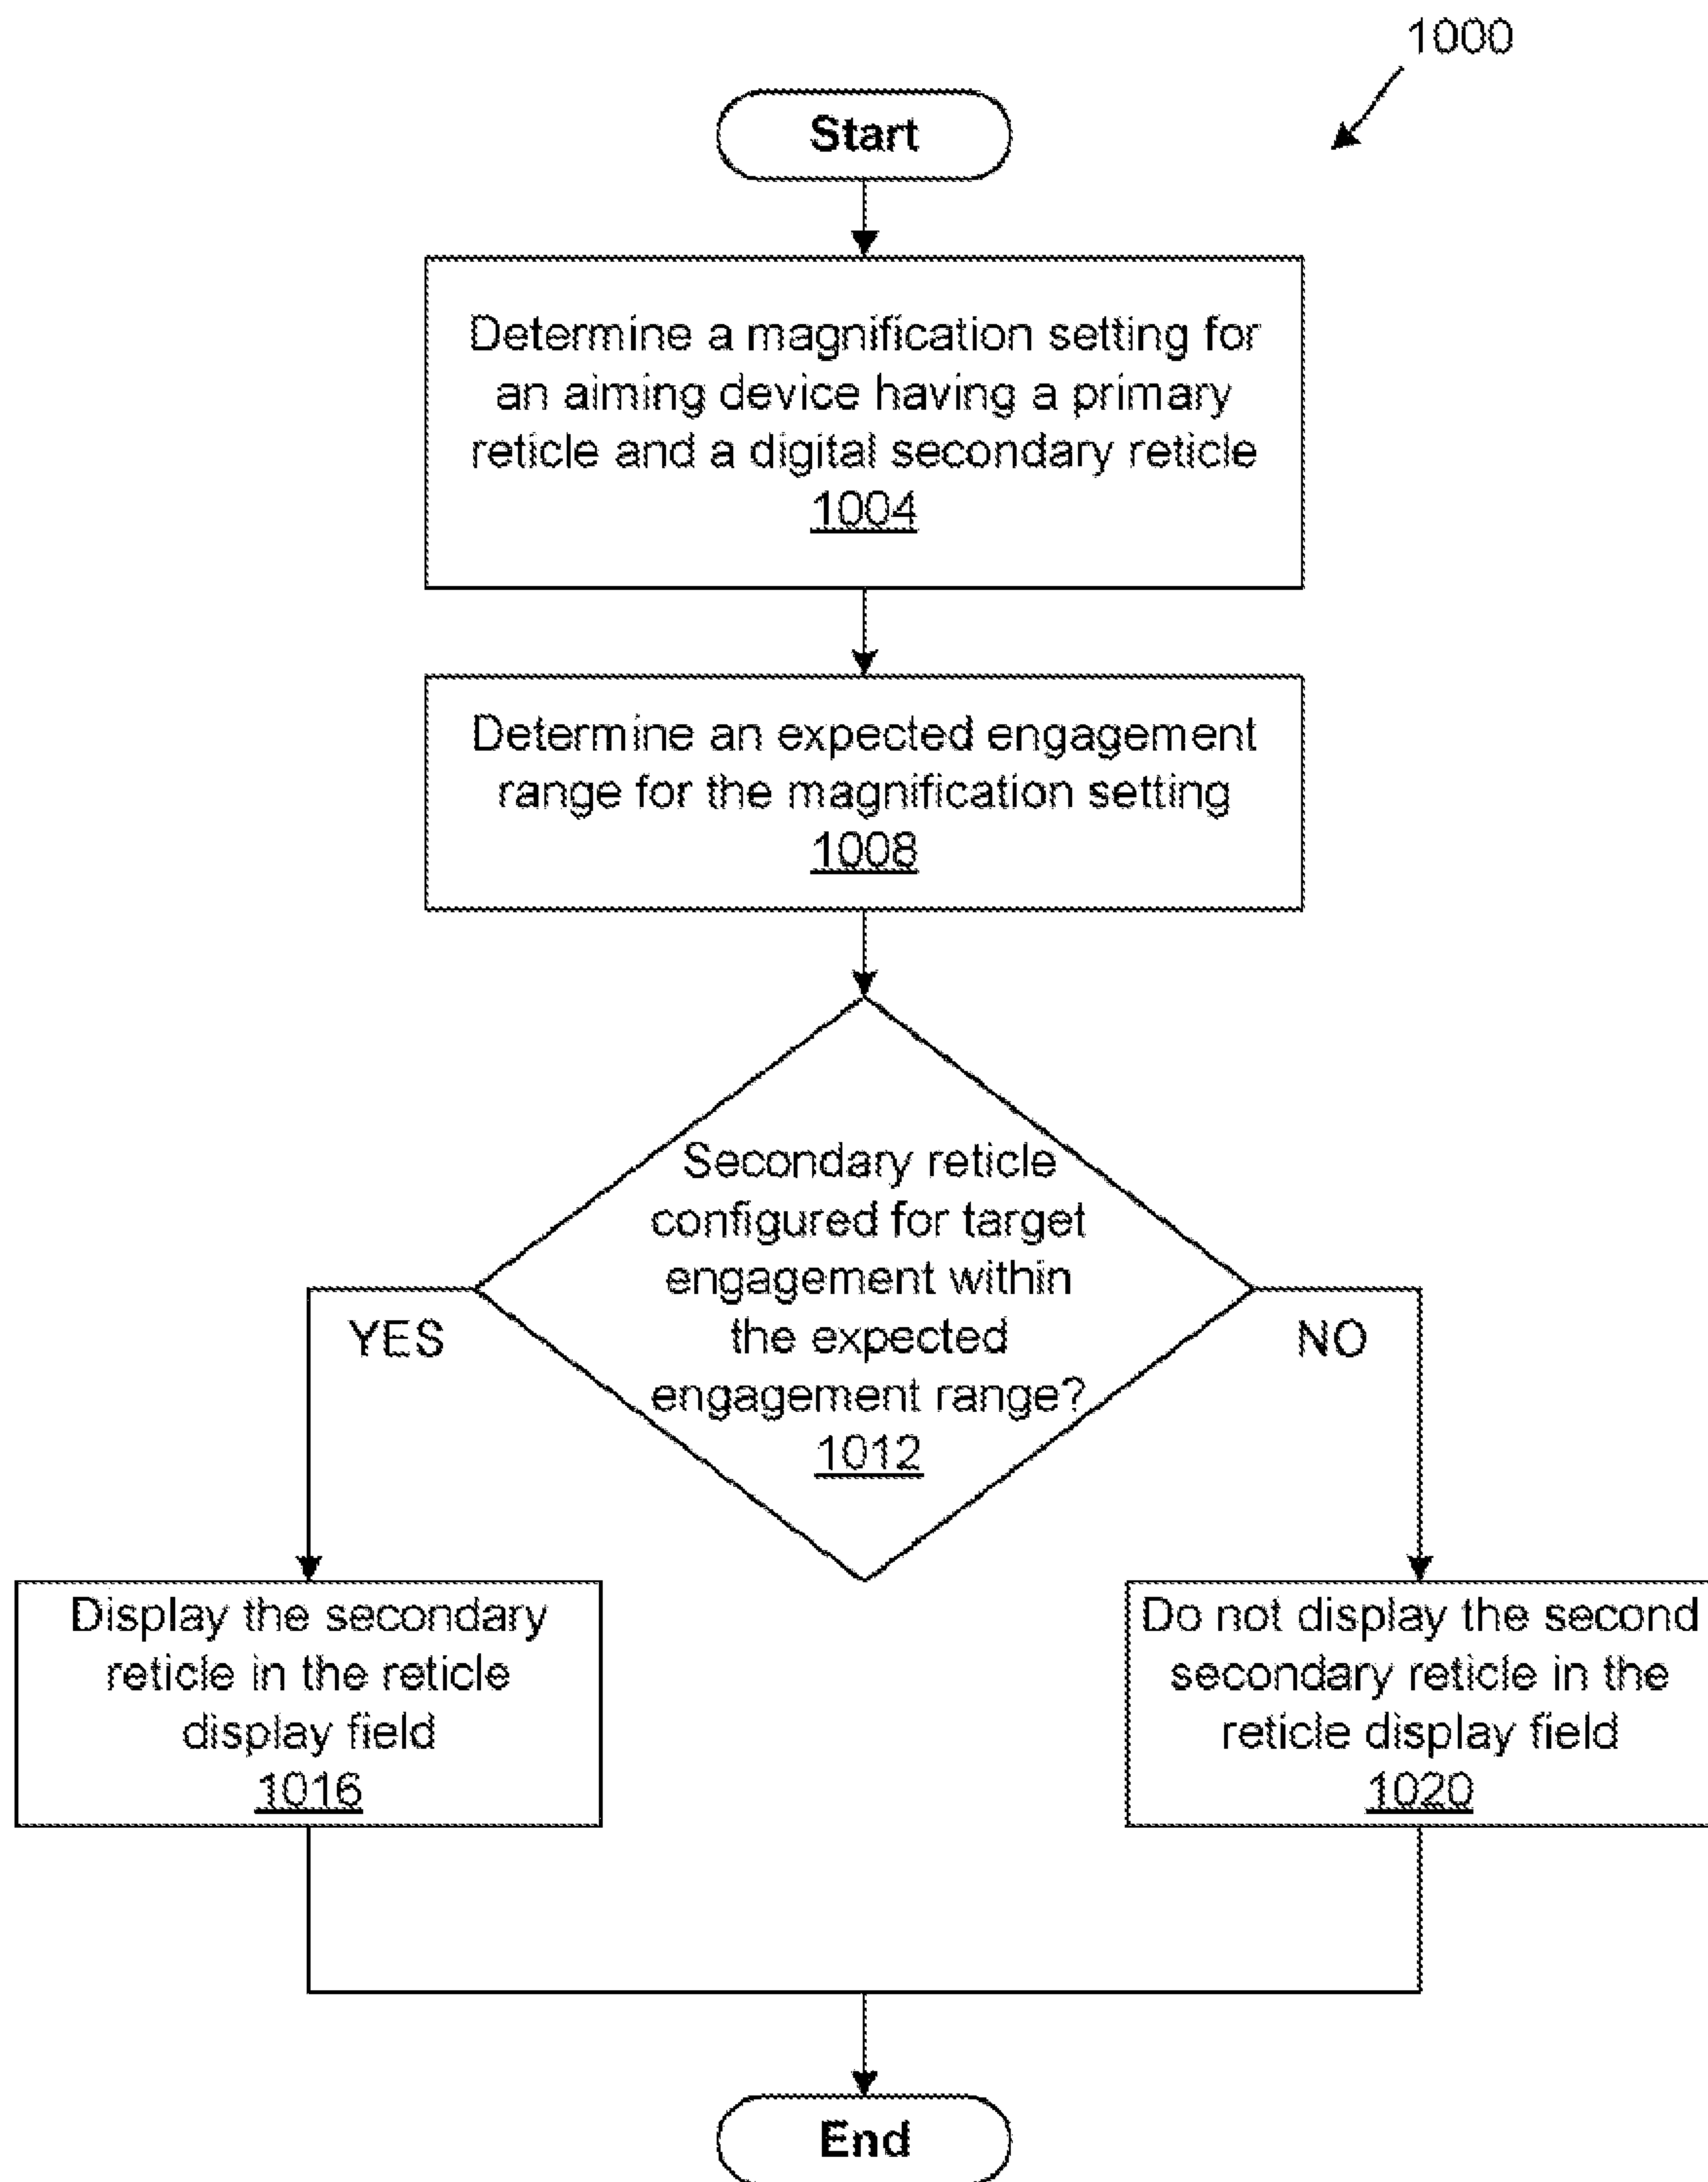 1000
Start
Determine a magnification setting for
an aiming device having a primary
reticle and a digital secondary reticle
1004
Determine an expected engagement
range for the magnification setting
1008
Secondary reticle
configured for target
engagement within
the expected
engagement range?
1012
YES
NO
Display the secondary
reticle in the reticle
display field
1016
Do not display the second
secondary reticle in the
reticle display field
1020
End